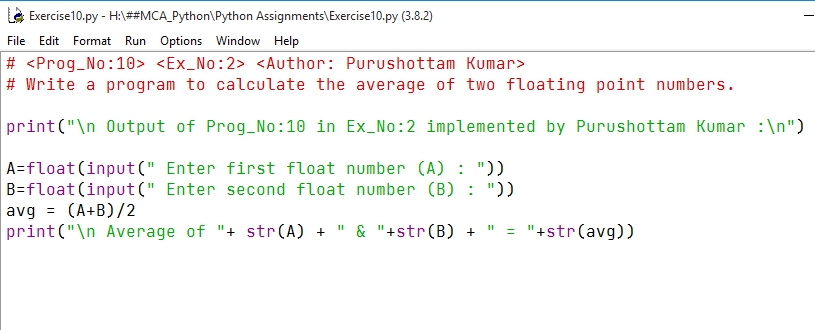 Exercise10.py - H:\##MCA_Python\Python Assignments\Exercise10.py (3.8.2)
File Edit Format Run Options Window Help
# <Prog_No:10> <Ex_No:2> <Author: Purushottam Kumar>
# Write a program to calculate the average of two floating point numbers.
print("\n Output of Prog_No:10 in Ex_No:2 implemented by Purushottam Kumar :\n")
A=float(input(" Enter first float number (A) : "))
B=float(input(" Enter second float number (B) : "))
avg = (A+B)/2
print("\n Average of "+ str(A) + " & "+str(B) + " = "+str(avg))